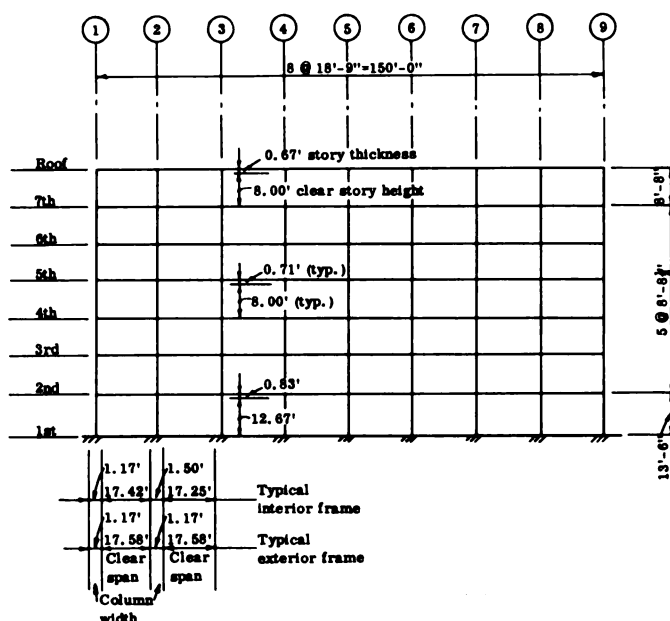 1 2 3 4 5 6 7 8 9
8 @ 18'-9"=150'-0"
Roof
0.67' story thickness
8.00' clear story height
8'-8"
7th
6th
5th
0.71' (typ.)
8.00' (typ.)
4th
5 @ 8'-8½"
3rd
2nd
0.83'
12.67'
1st
13'-6"
1.17' 1.50'
17.42' 17.25' Typical
interior frame
1.17' 1.17'
17.58' 17.58' Typical
exterior frame
Clear Clear
span span
Column
width